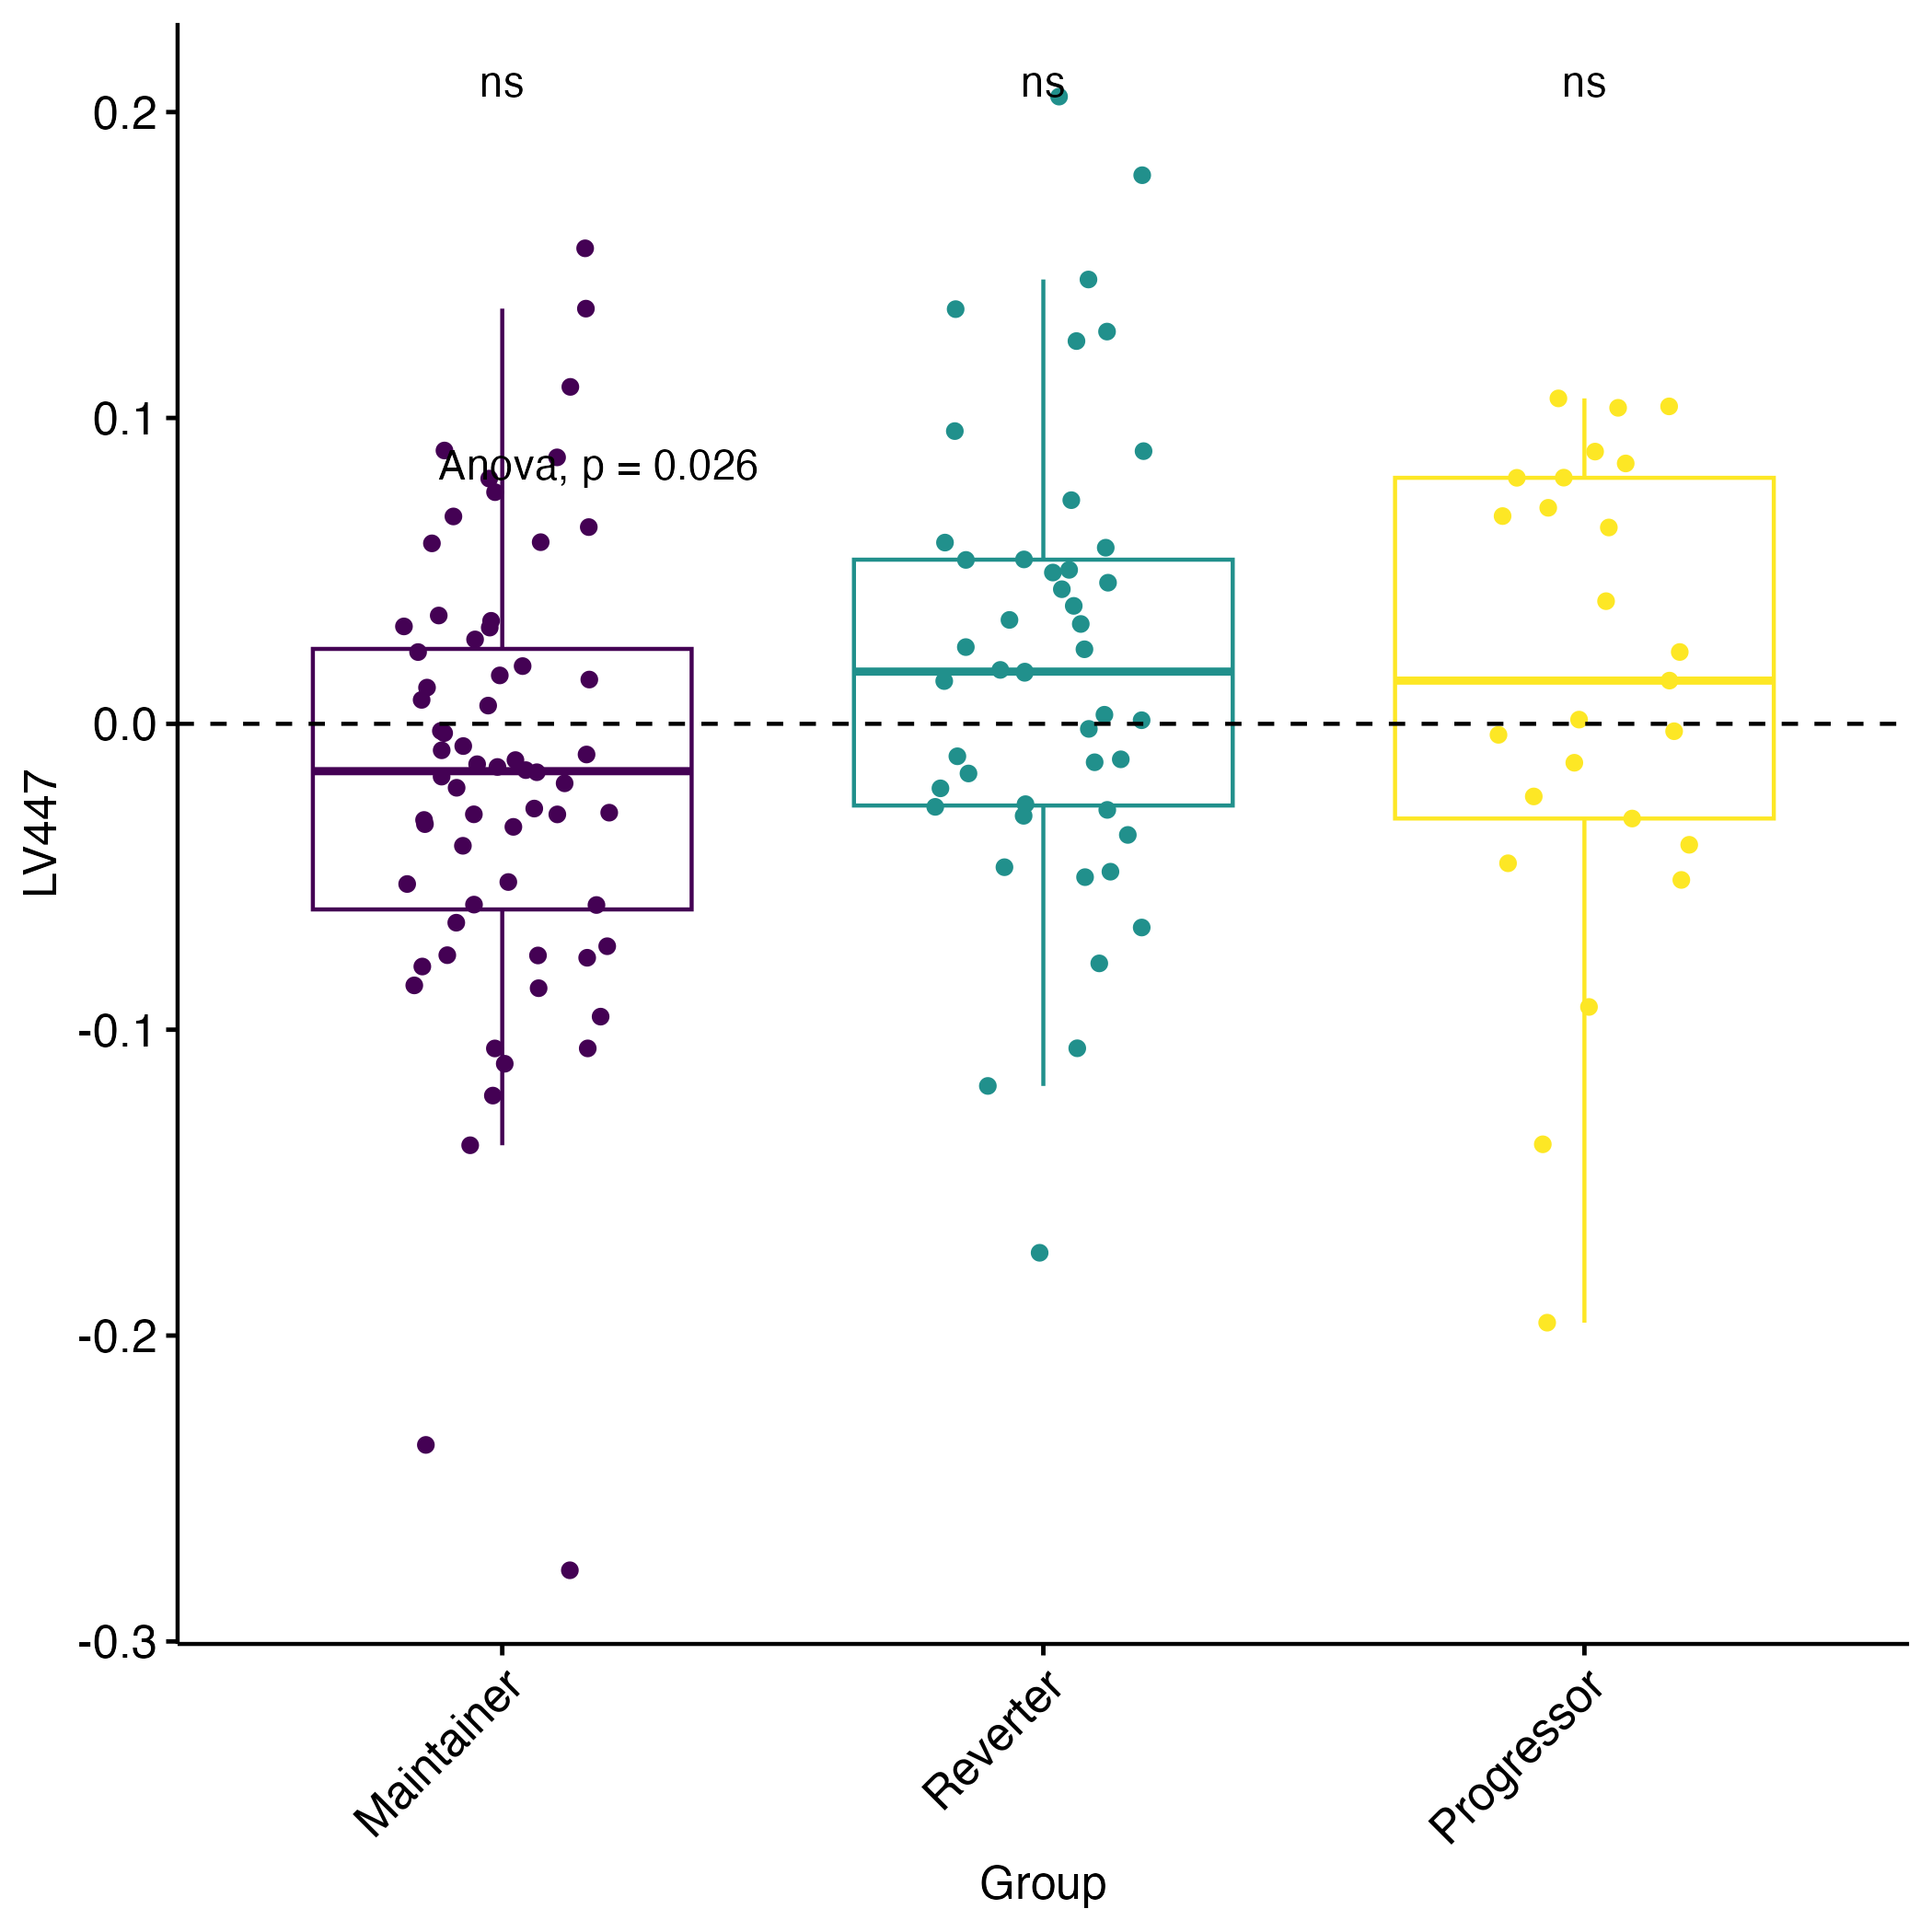 ns ns ns
0.2
0.1
Anova, p = 0.026
0.0
LV447
-0.1
-0.2
-0.3
Maintainer Reverter Progressor
Group